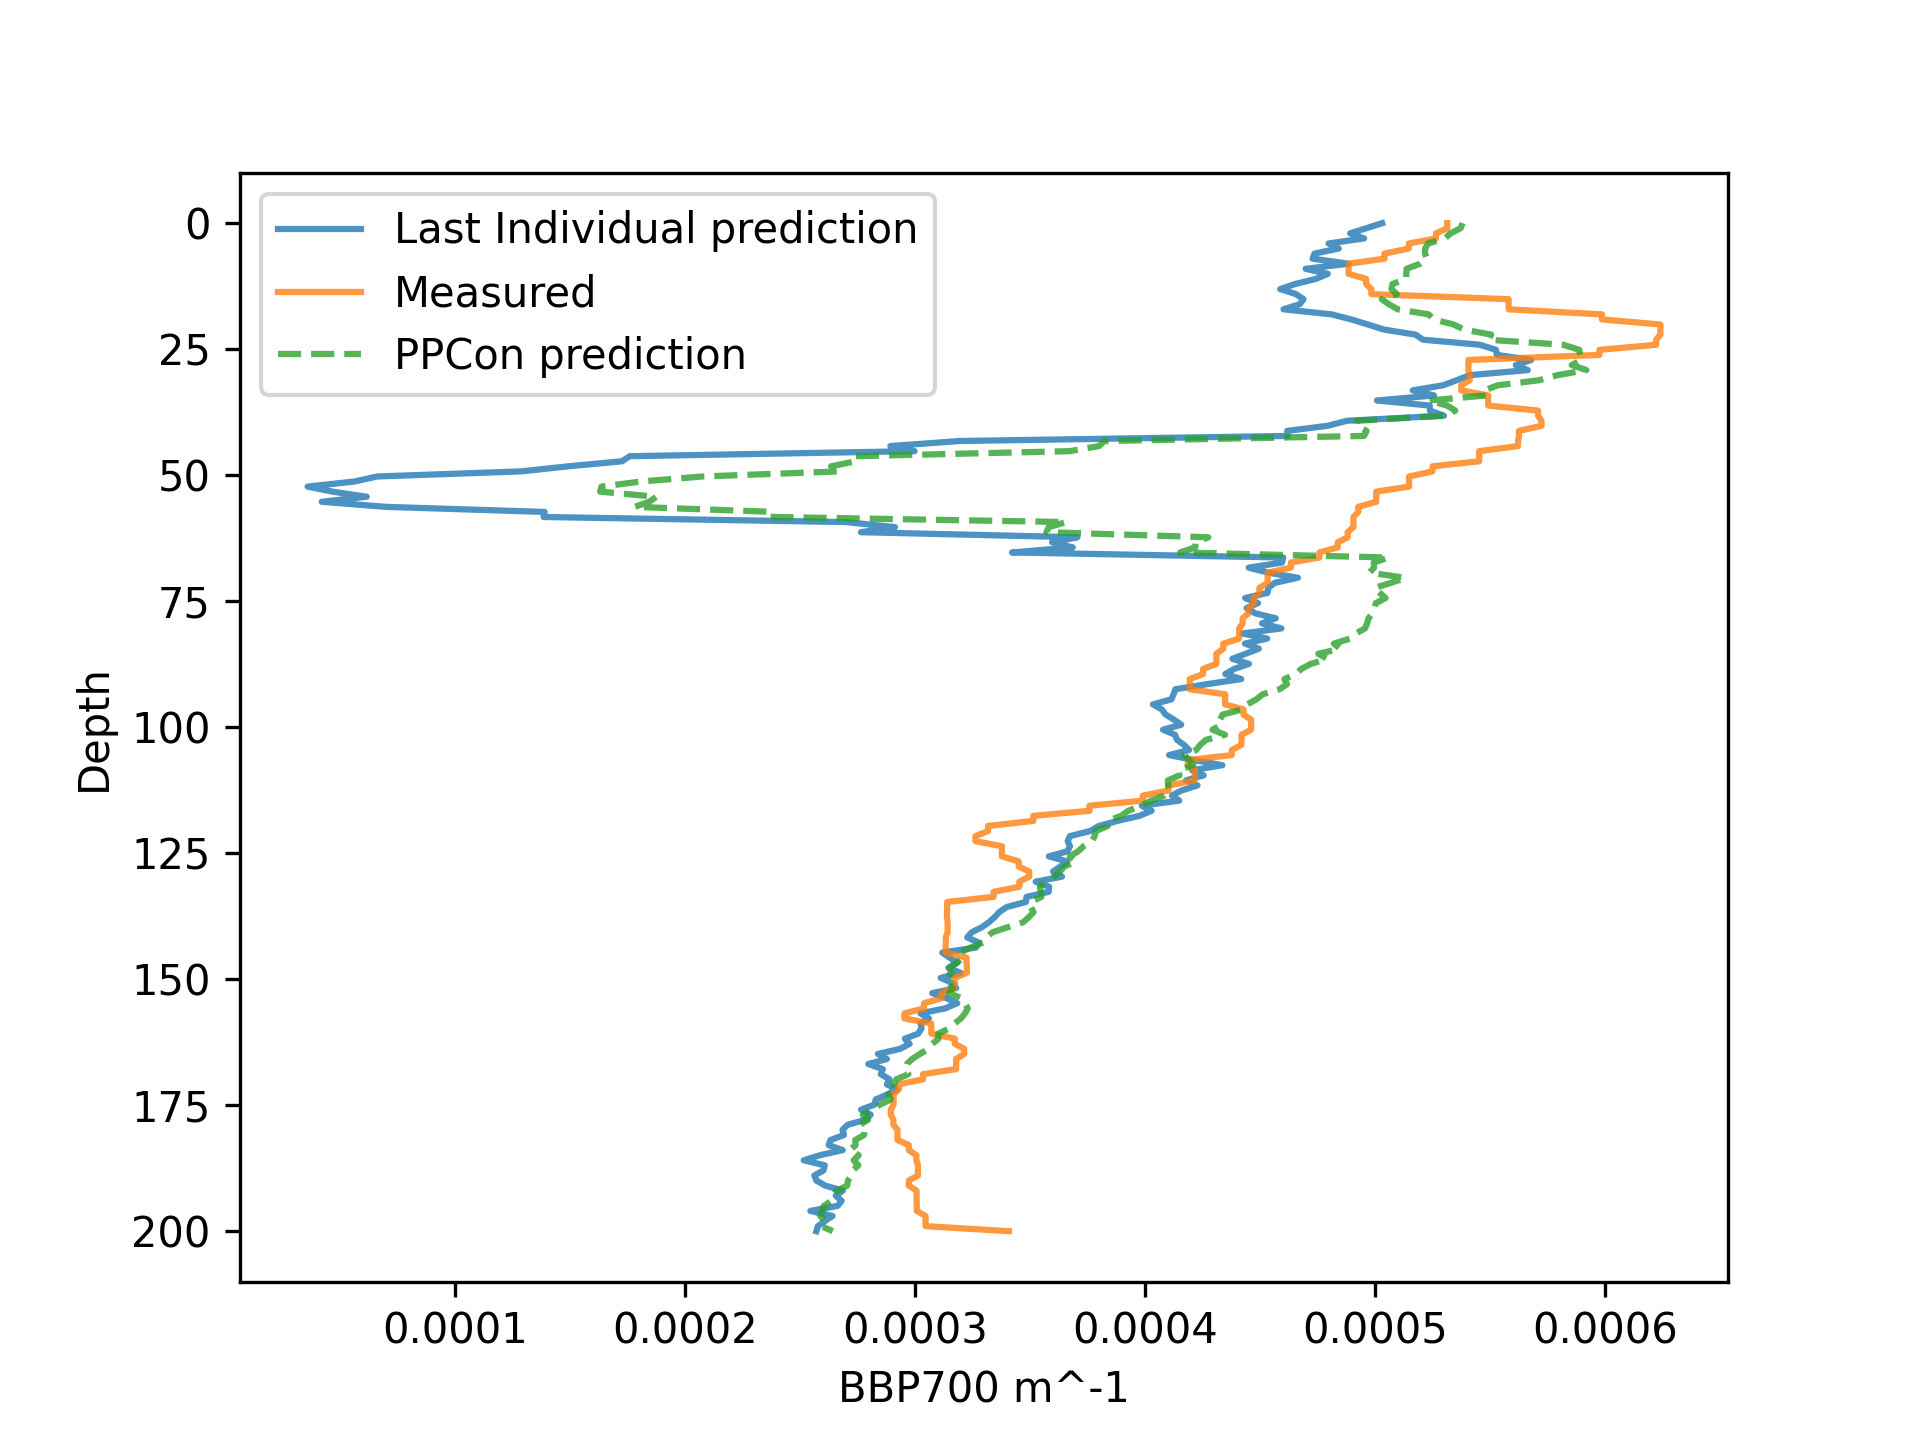 Last Individual prediction
Measured
PPCon prediction
0
25
50
75
100
125
150
175
200
Depth
0.0001 0.0002 0.0003 0.0004 0.0005 0.0006
BBP700 m^-1